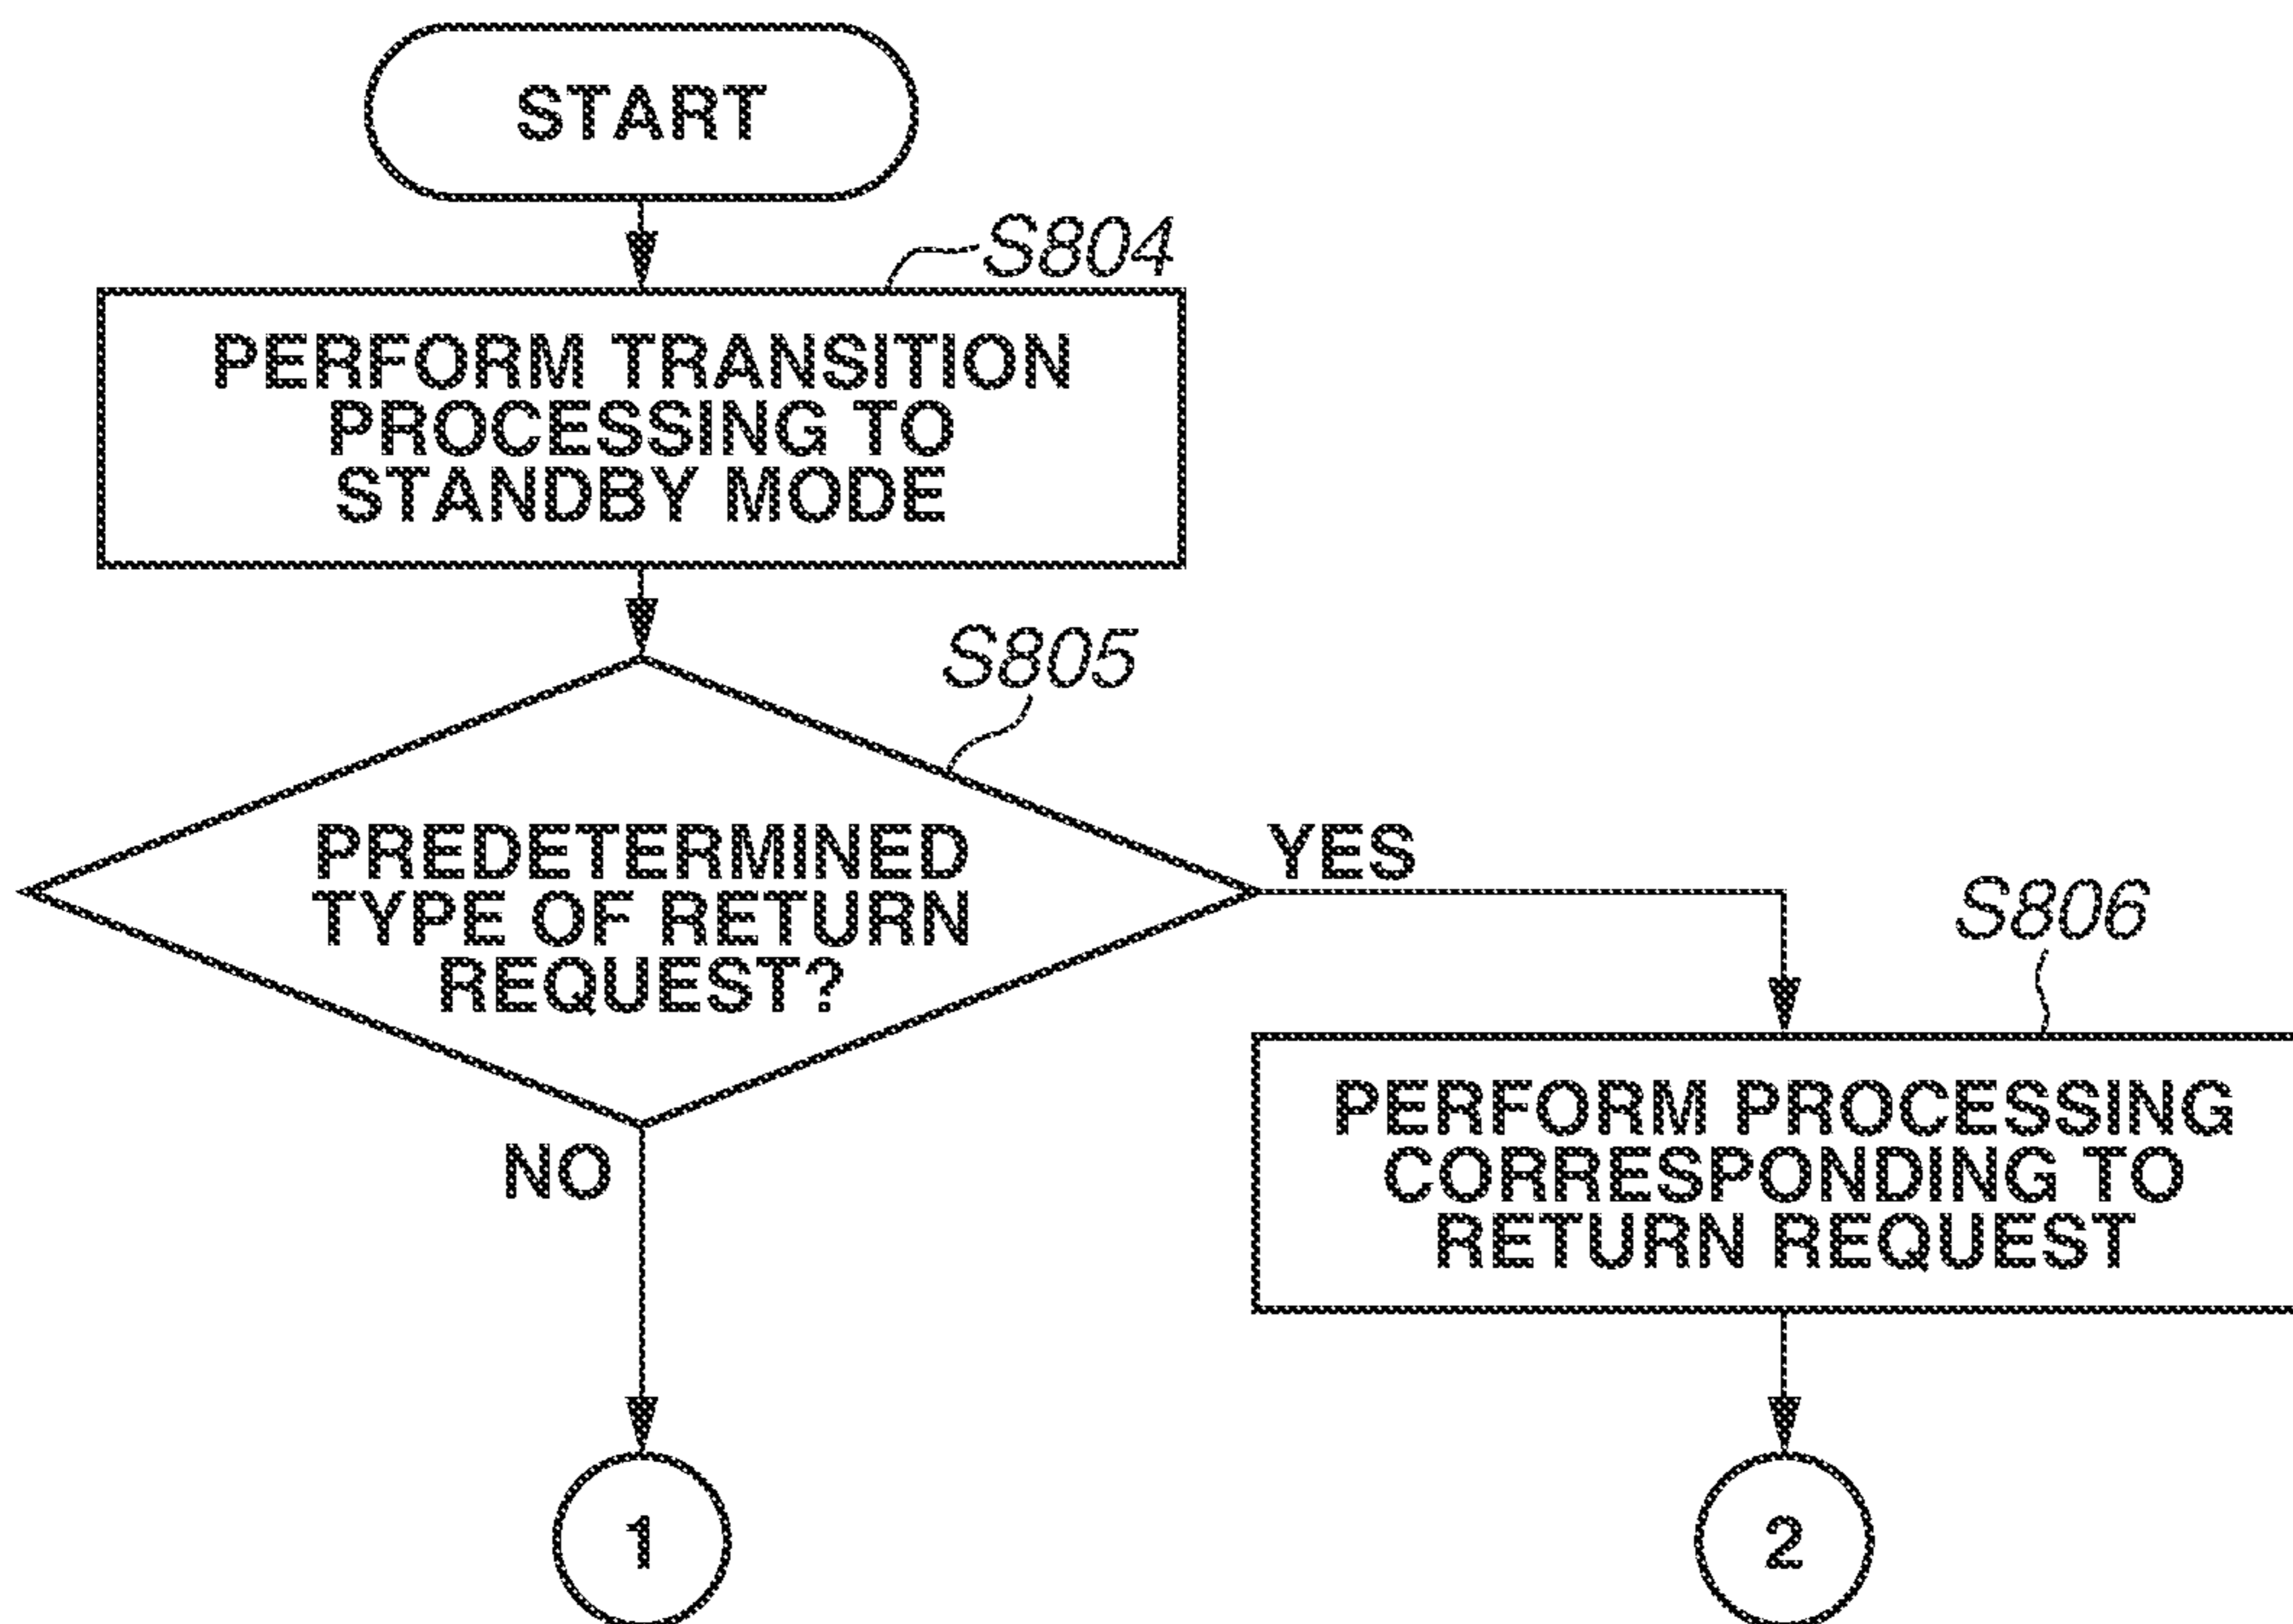 START
S804
PERFORM TRANSITION
PROCESSING TO
STANDBY MODE
S805
PREDETERMINED
TYPE OF RETURN
REQUEST?
YES
NO
S806
PERFORM PROCESSING
CORRESPONDING TO
RETURN REQUEST
1
2